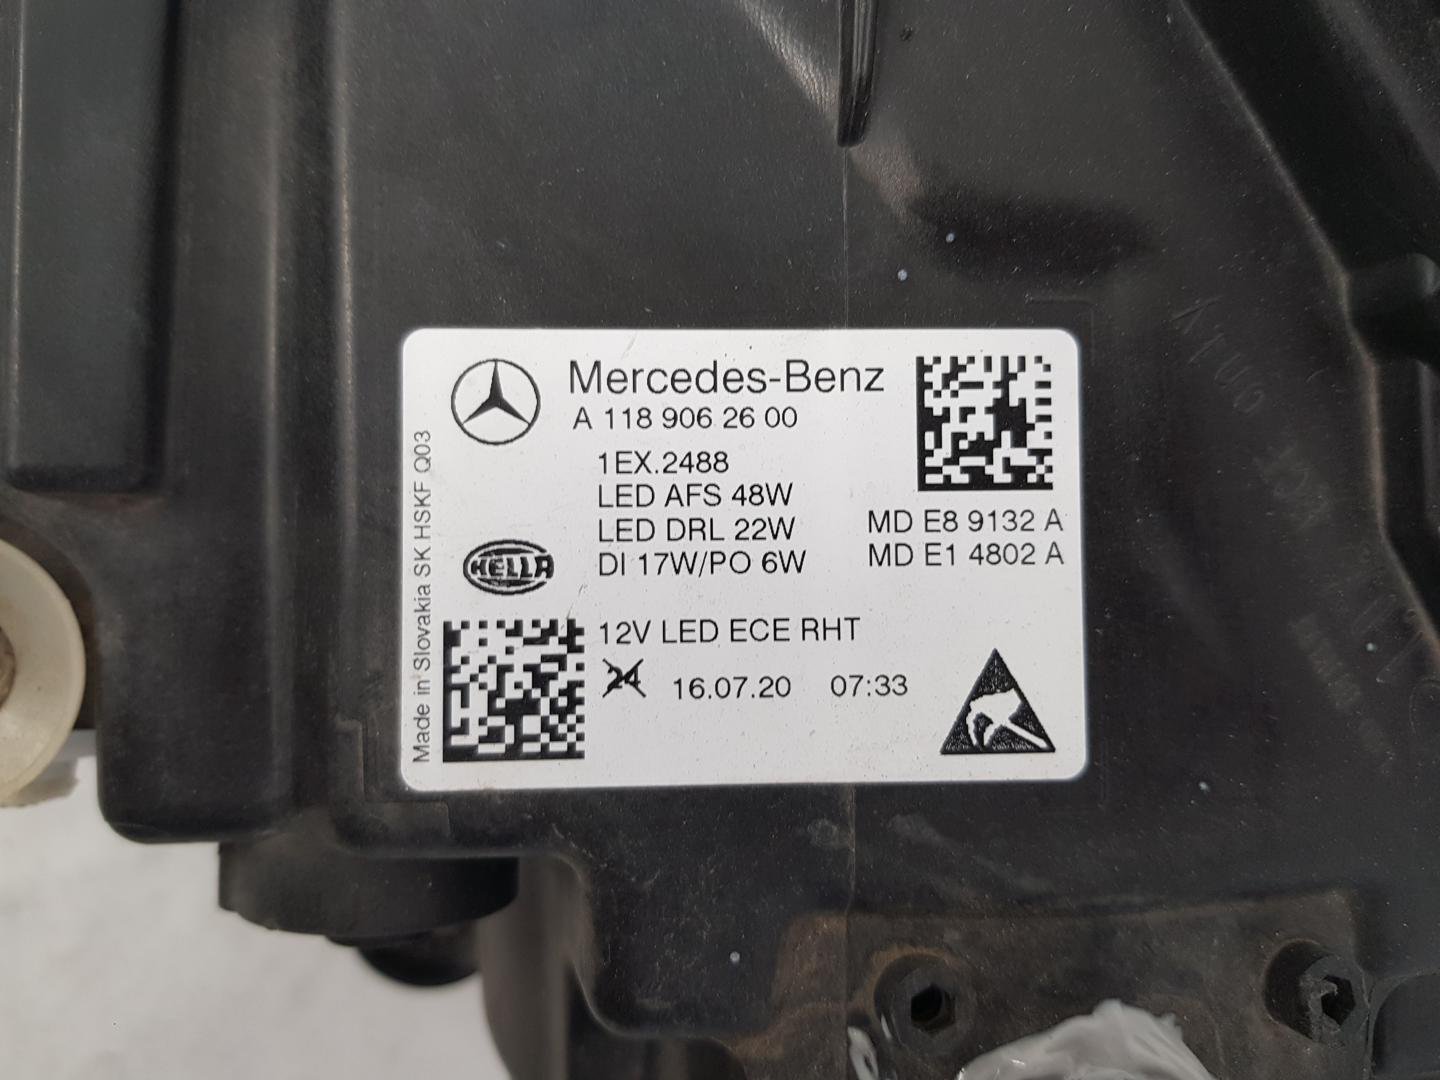 Mercedes-Benz
A 118 906 26 00
1EX.2488
LED AFS 48W
LED DRL 22W
DI 17W/PO 6W
MD E8 9132 A
MD E1 4802 A
HELLA
12V LED ECE RHT
24
16.07.20 07:33
Made in Slovakia SK HSKF Q03